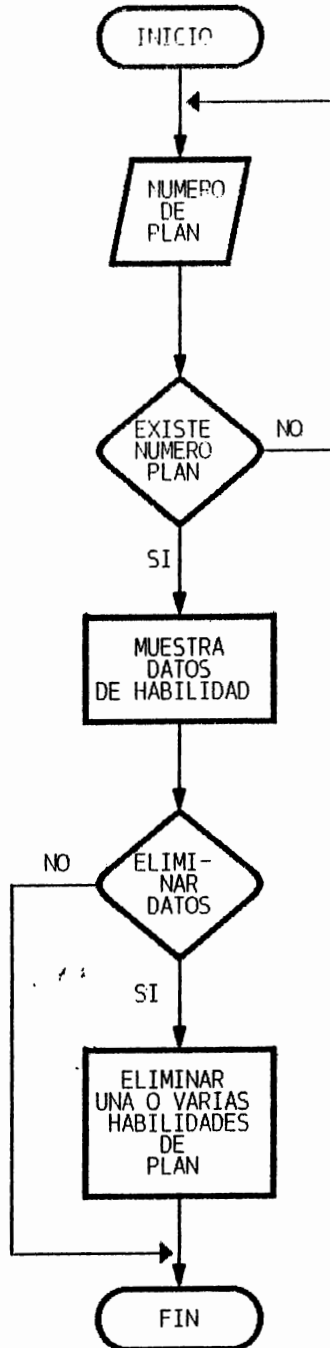 INICIO
NUMERO
DE
PLAN
EXISTE
NUMERO
PLAN
NO
SI
MUESTRA
DATOS
DE HABILIDAD
NO
ELIMI-
NAR
DATOS
SI
ELIMINAR
UNA O VARIAS
HABILIDADES
DE
PLAN
FIN